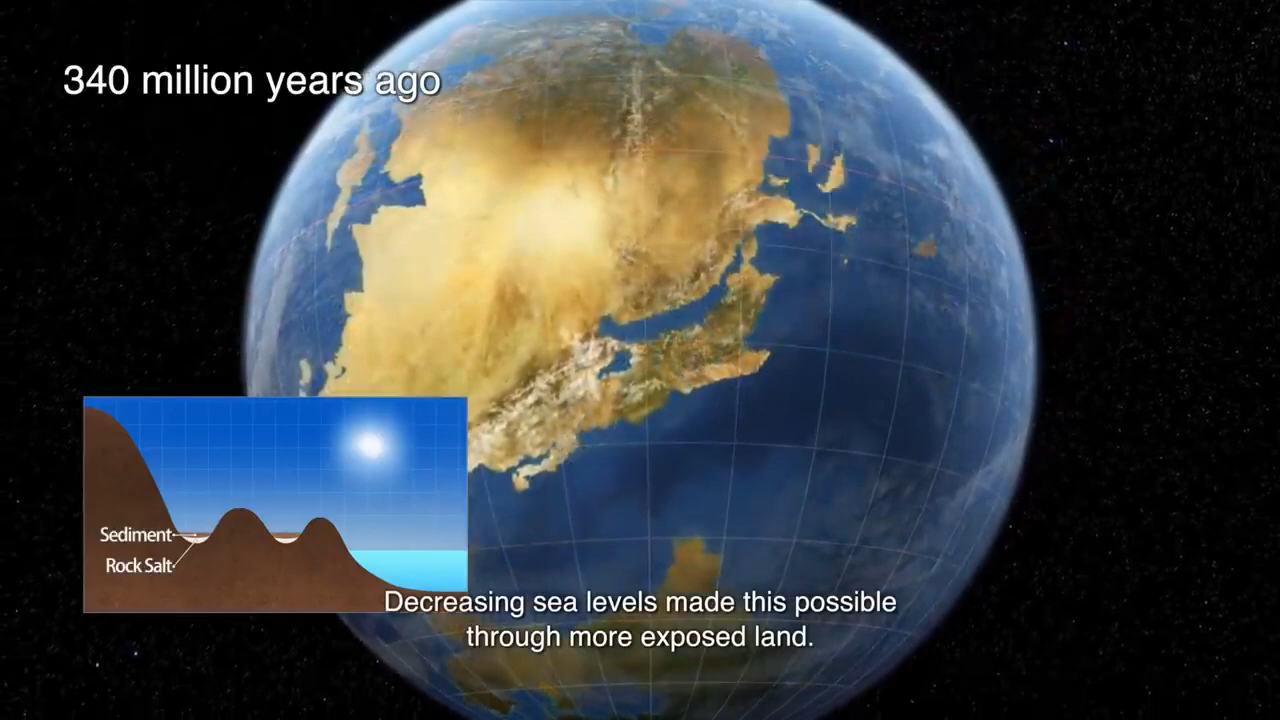 340 million years ago
Sediment
Rock Salt
Decreasing sea levels made this possible
through more exposed land.